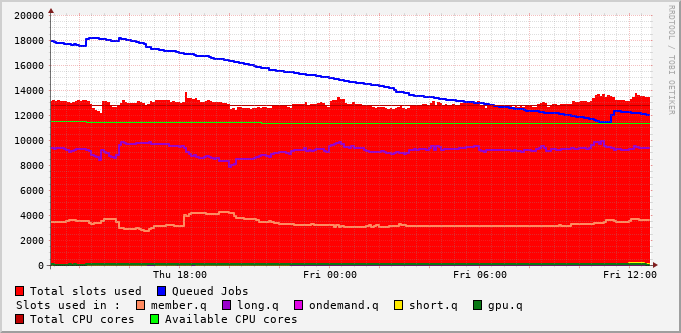 20000
18000
16000
14000
12000
10000
8000
6000
4000
2000
0
Thu 18:00 Fri 00:00 Fri 06:00 Fri 12:00
RRDTOOL / TOBI OETIKER
Total slots used Queued Jobs
Slots used in : member.q long.q ondemand.q short.q gpu.q
Total CPU cores Available CPU cores